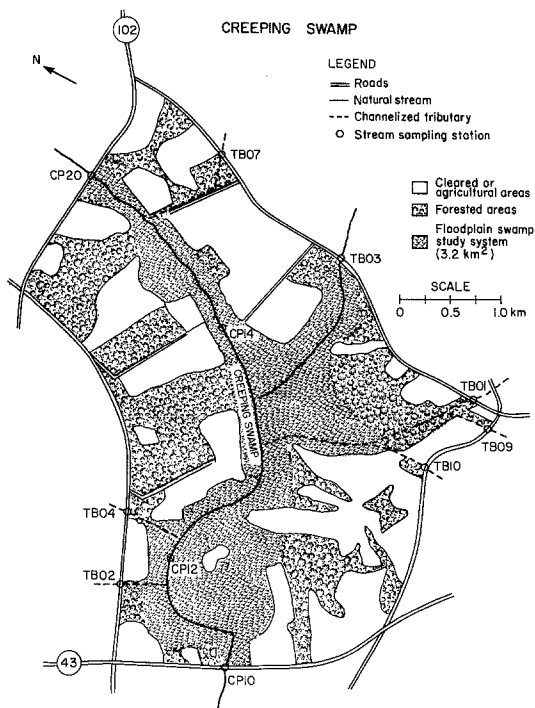 CREEPING SWAMP
102
N
LEGEND
Roads
Natural stream
Channelized tributary
Stream sampling station
TB07
CP20
Cleared or
agricultural areas
Forested areas
Floodplain swamp
study system
(3.2 km²)
TB03
SCALE
0 0.5 1.0 km
CP14
CREEPING SWAMP
TB01
TB09
TB10
TB04
CP12
TB02
43
CP10